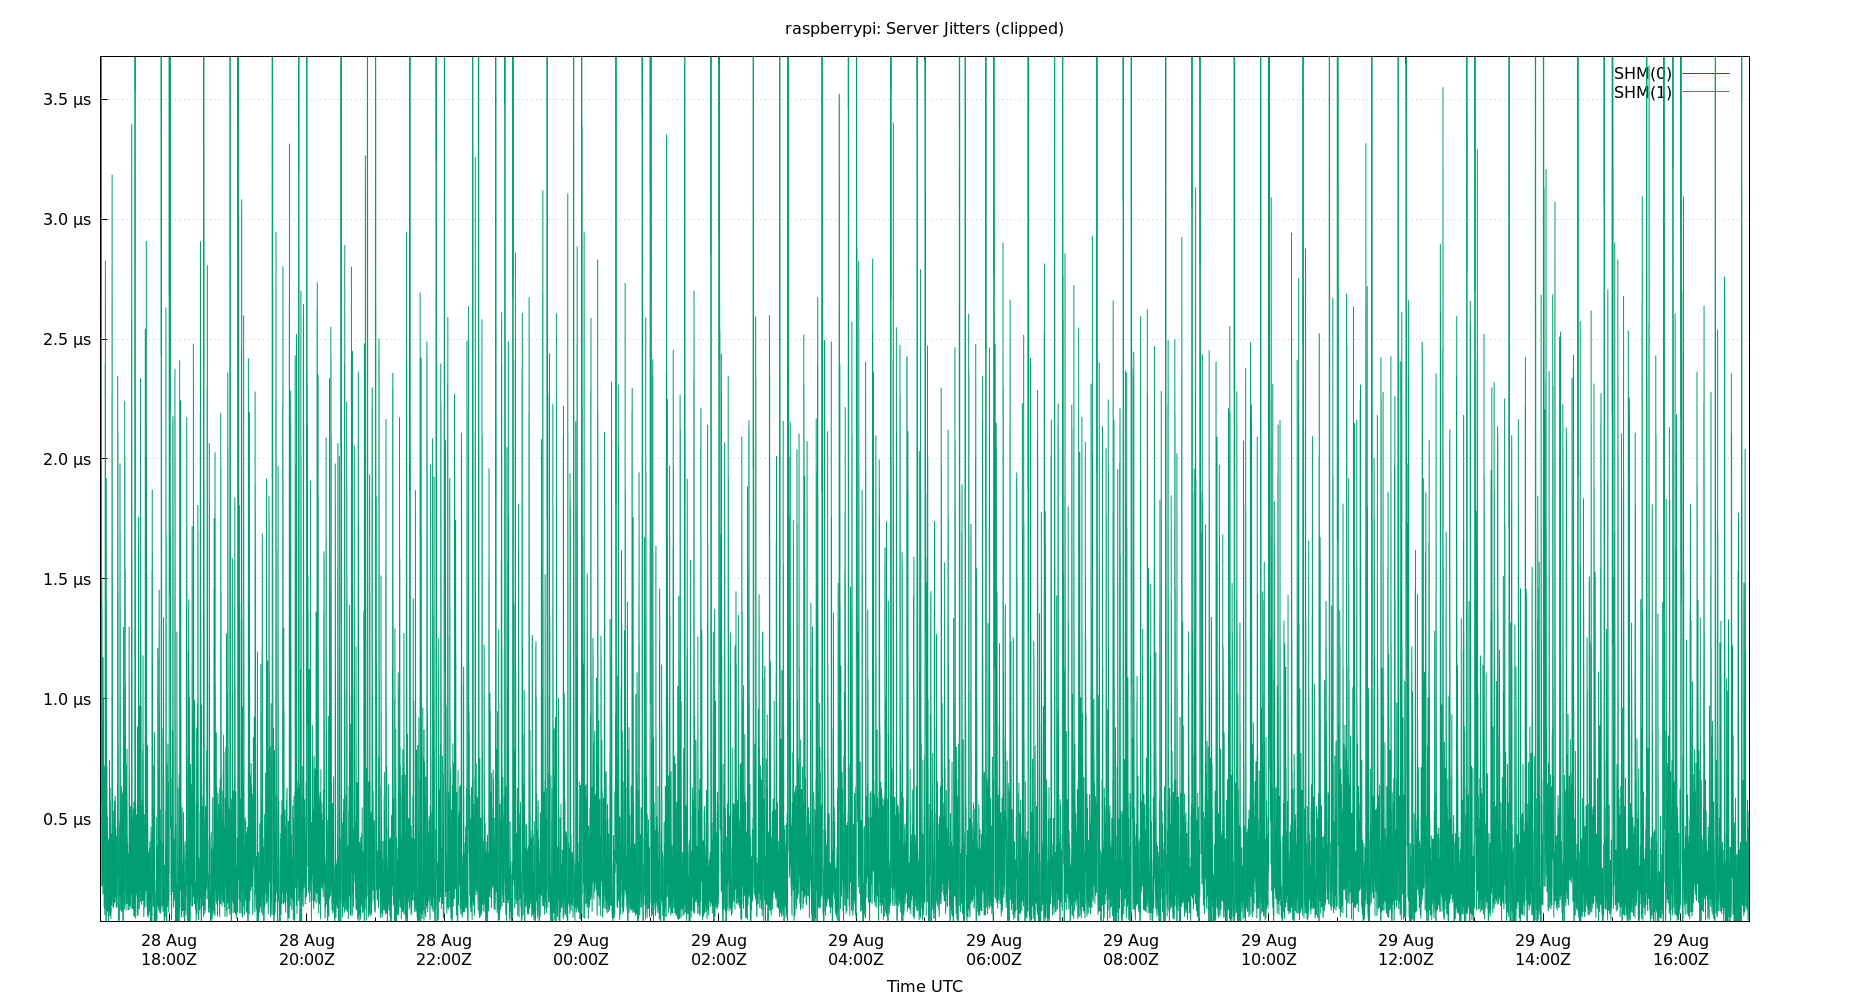 raspberrypi: Server Jitters (clipped)
SHM(0)
SHM(1)
3.5 µs
3.0 µs
2.5 µs
2.0 µs
1.5 µs
1.0 µs
0.5 µs
28 Aug 28 Aug 28 Aug 29 Aug 29 Aug 29 Aug 29 Aug 29 Aug 29 Aug 29 Aug 29 Aug 29 Aug
18:00Z 20:00Z 22:00Z 00:00Z 02:00Z 04:00Z 06:00Z 08:00Z 10:00Z 12:00Z 14:00Z 16:00Z
Time UTC